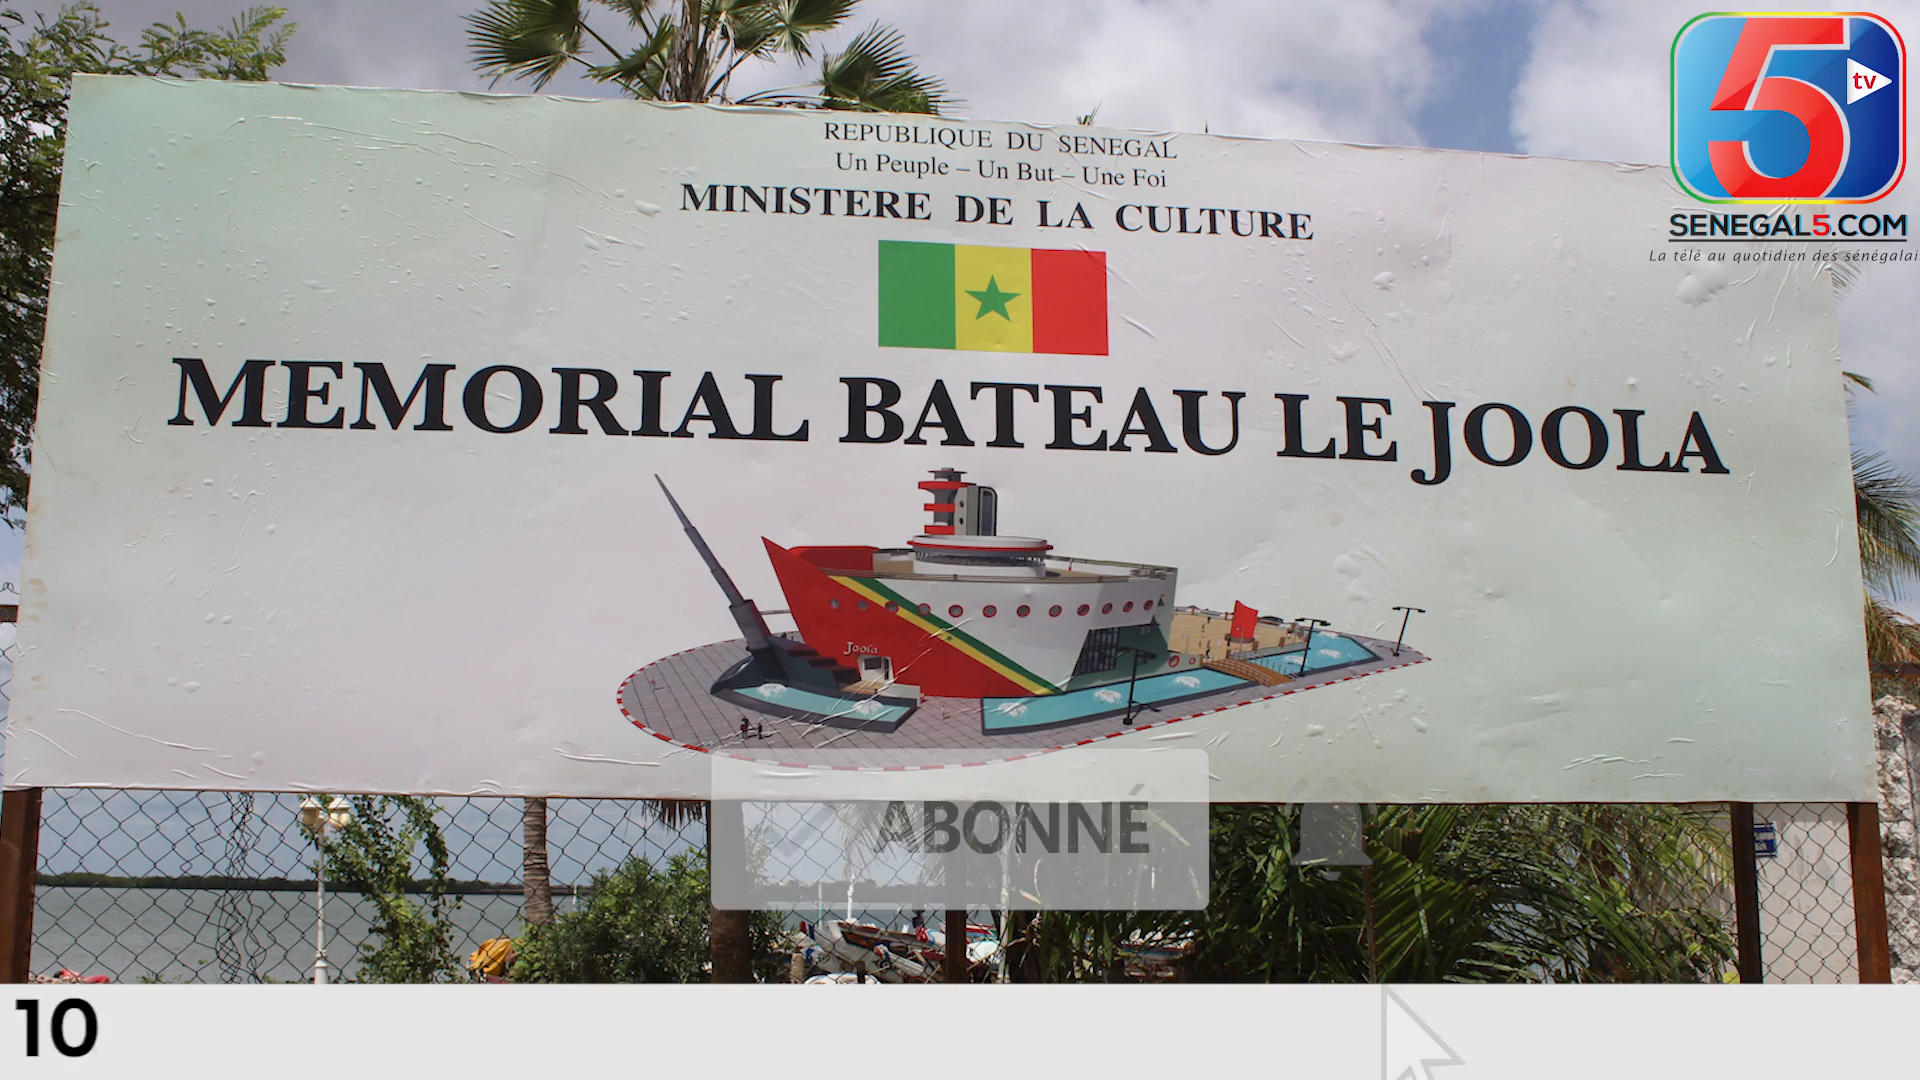 REPUBLIQUE DU SENEGAL
Un Peuple – Un But – Une Foi
MINISTERE DE LA CULTURE
MEMORIAL BATEAU LE JOOLA
Joola
5 tv
SENEGAL5.COM
La télé au quotidien des sénégalai
ABONNÉ
10